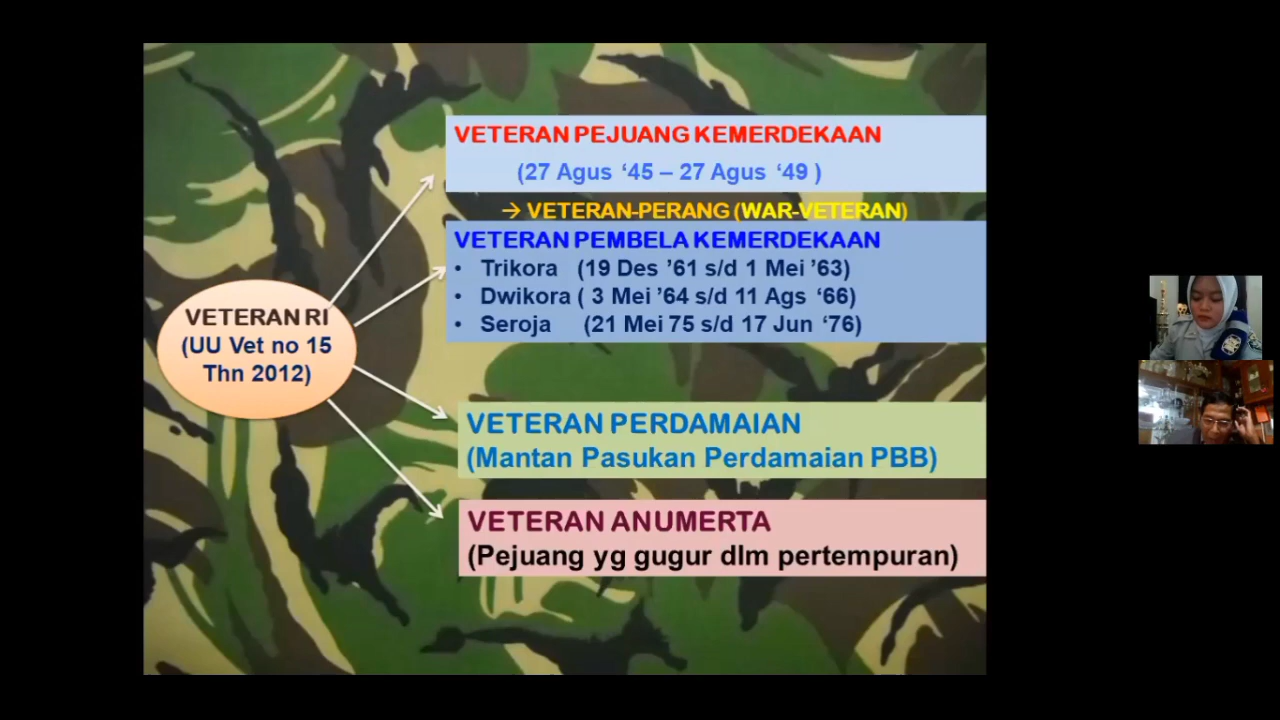 VETERAN PEJUANG KEMERDEKAAN
(27 Agus ‘45 – 27 Agus ‘49 )
→ VETERAN-PERANG (WAR-VETERAN)
VETERAN PEMBELA KEMERDEKAAN
• Trikora (19 Des ’61 s/d 1 Mei ’63)
• Dwikora ( 3 Mei ’64 s/d 11 Ags ‘66)
• Seroja (21 Mei 75 s/d 17 Jun ‘76)
VETERAN RI
(UU Vet no 15
Thn 2012)
VETERAN PERDAMAIAN
(Mantan Pasukan Perdamaian PBB)
VETERAN ANUMERTA
(Pejuang yg gugur dlm pertempuran)